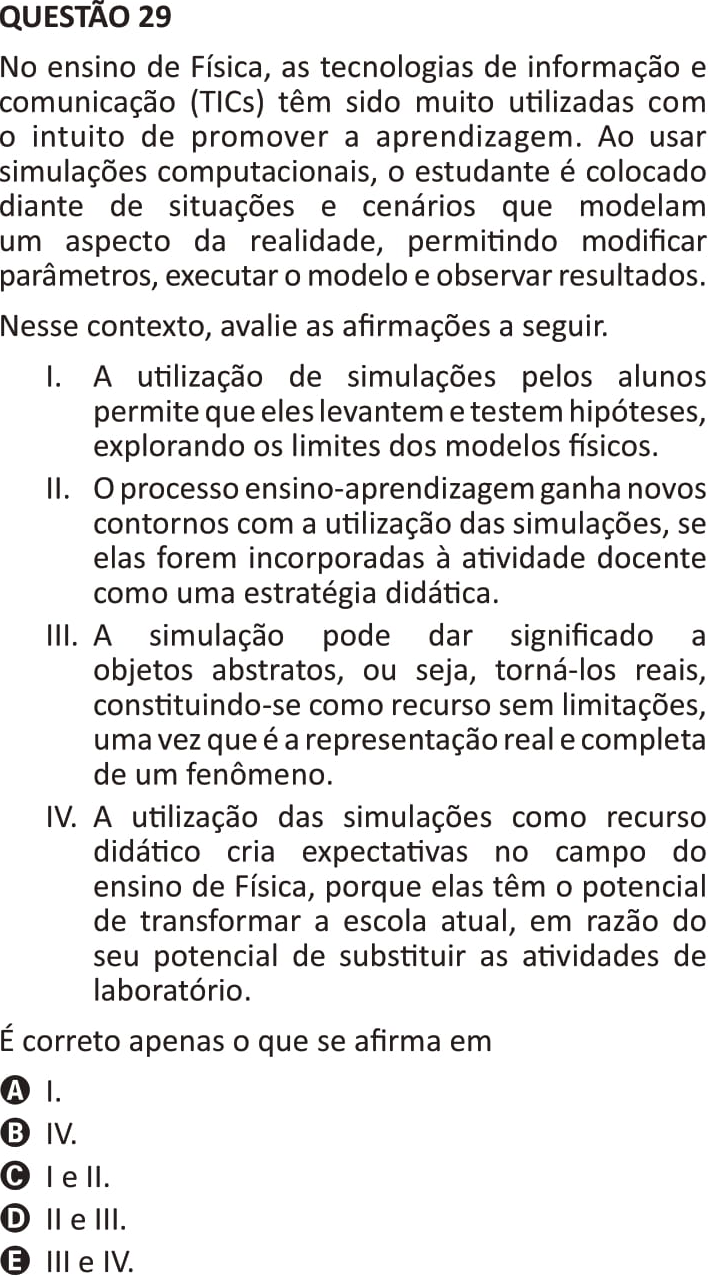 QUESTÃO 29
No ensino de Física, as tecnologias de informação e
comunicação (TICs) têm sido muito utilizadas com
o intuito de promover a aprendizagem. Ao usar
simulações computacionais, o estudante é colocado
diante de situações e cenários que modelam
um aspecto da realidade, permitindo modificar
parâmetros, executar o modelo e observar resultados.
Nesse contexto, avalie as afirmações a seguir.
I. A utilização de simulações pelos alunos
permite que eles levantem e testem hipóteses,
explorando os limites dos modelos físicos.
II. O processo ensino-aprendizagem ganha novos
contornos com a utilização das simulações, se
elas forem incorporadas à atividade docente
como uma estratégia didática.
III. A simulação pode dar significado a
objetos abstratos, ou seja, torná-los reais,
constituindo-se como recurso sem limitações,
uma vez que é a representação real e completa
de um fenômeno.
IV. A utilização das simulações como recurso
didático cria expectativas no campo do
ensino de Física, porque elas têm o potencial
de transformar a escola atual, em razão do
seu potencial de substituir as atividades de
laboratório.
É correto apenas o que se afirma em
A I.
B IV.
C I e II.
D II e III.
E III e IV.